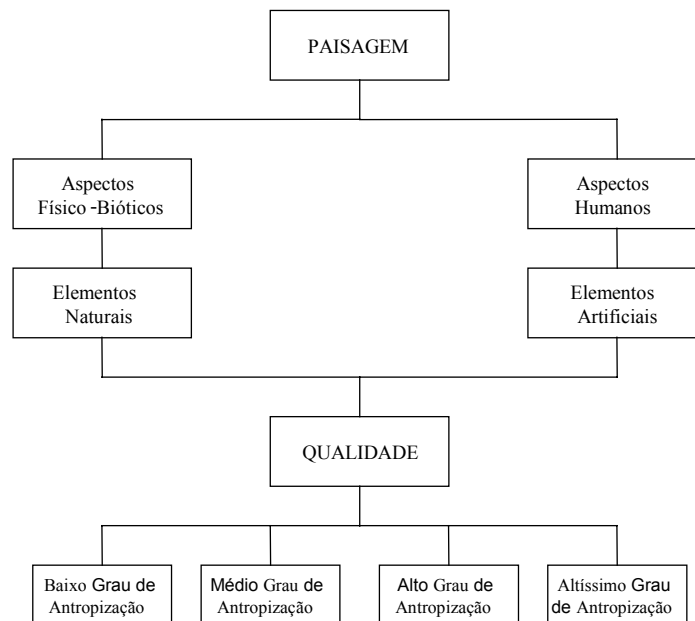 PAISAGEM
Aspectos
Físico -Bióticos
Aspectos
Humanos
Elementos
Naturais
Elementos
Artificiais
QUALIDADE
Baixo Grau de
Antropização
Médio Grau de
Antropização
Alto Grau de
Antropização
Altíssimo Grau
de Antropização